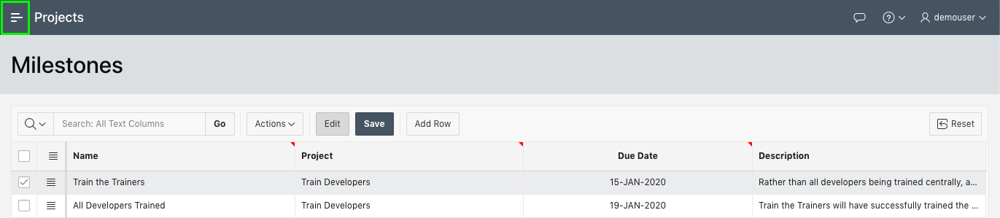 Projects
demouser
Milestones
Search: All Text Columns Go Actions Edit Save Add Row Reset
Name Project Due Date Description
Train the Trainers Train Developers 15-JAN-2020 Rather than all developers being trained centrally, a...
All Developers Trained Train Developers 19-JAN-2020 Train the Trainers will have successfully trained the ...